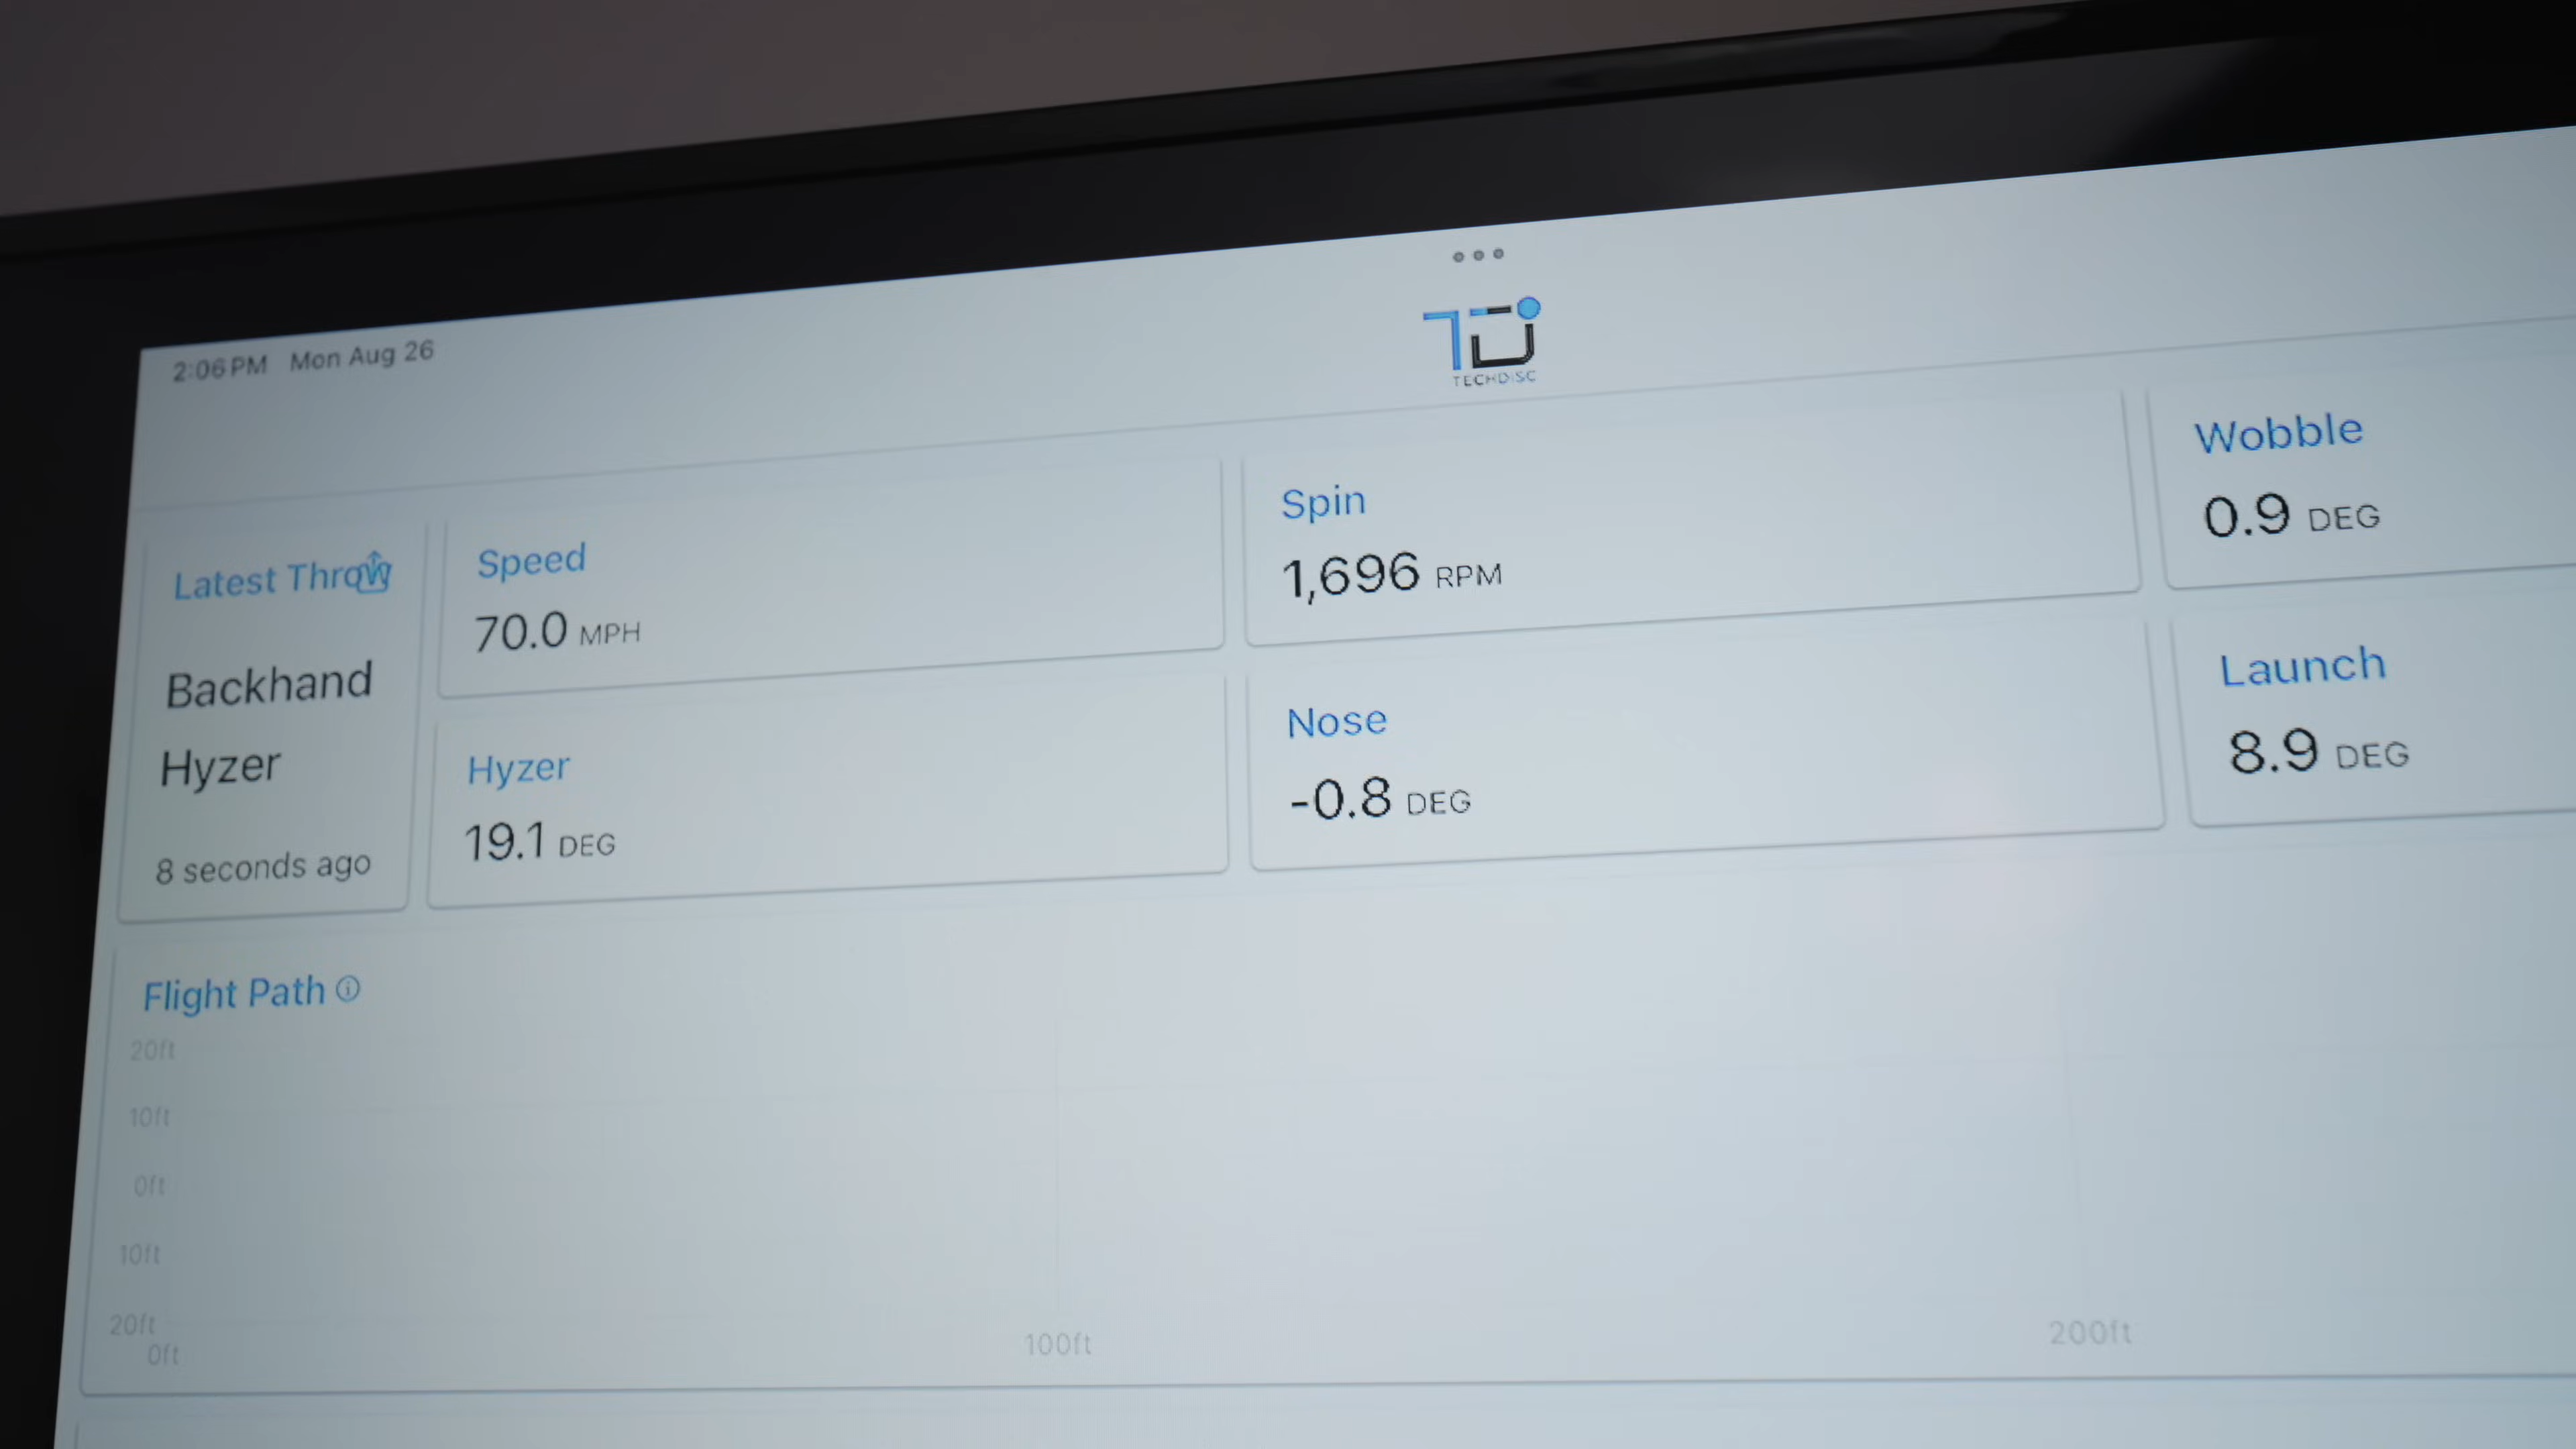 2:06 PM Mon Aug 26
TECHDISC
Latest Throw
Backhand
Hyzer
8 seconds ago
Speed
70.0 MPH
Spin
1,696 RPM
Wobble
0.9 DEG
Hyzer
19.1 DEG
Nose
-0.8 DEG
Launch
8.9 DEG
Flight Path
20ft
10ft
0ft
10ft
20ft
0ft 100ft 200ft